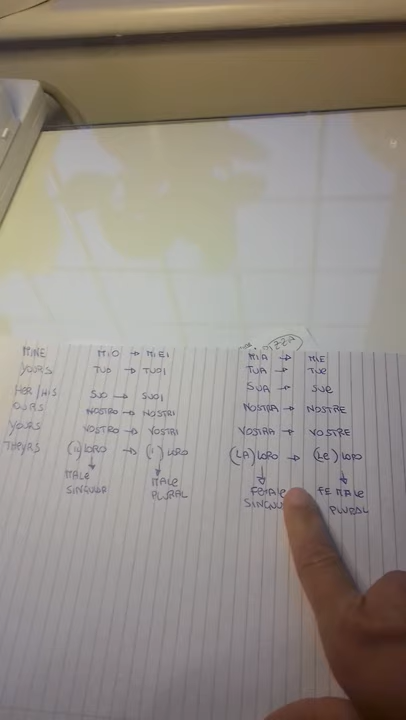 MINE MIO → MIEI MIA → MIE
YOURS TUO → TUOI TUA → TUE
HER/HIS SUO → SUOI SUA → SUE
OURS NOSTRO → NOSTRI NOSTRA → NOSTRE
YOURS VOSTRO → VOSTRI VOSTRA → VOSTRE
THEYRS (IL) LORO → (I) LORO (LA) LORO → (LE) LORO
MALE SINGULAR MALE PLURAL FEMALE SINGU FEMALE PLURAL